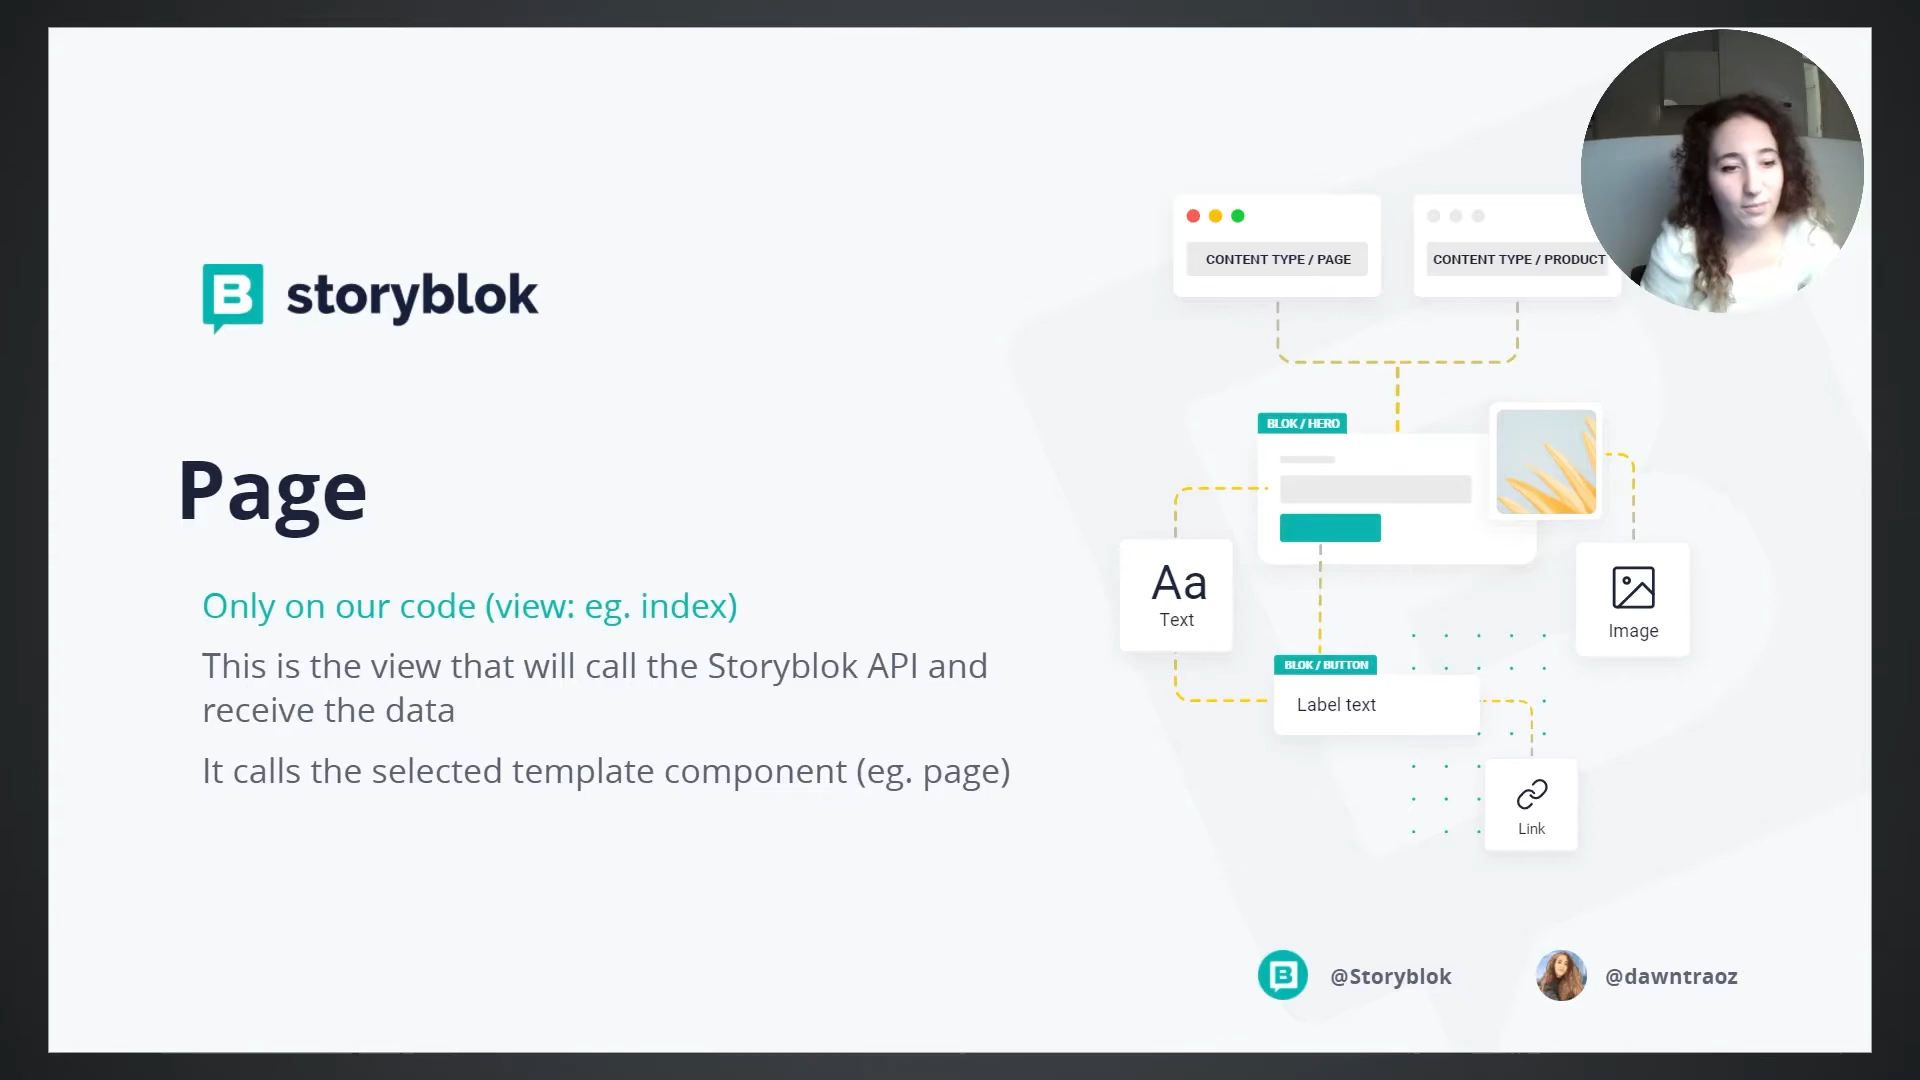 storyblok
Page
Only on our code (view: eg. index)
This is the view that will call the Storyblok API and
receive the data
It calls the selected template component (eg. page)
CONTENT TYPE / PAGE
CONTENT TYPE / PRODUCT
BLOK / HERO
Aa
Text
Image
BLOK / BUTTON
Label text
Link
@Storyblok
@dawntraoz